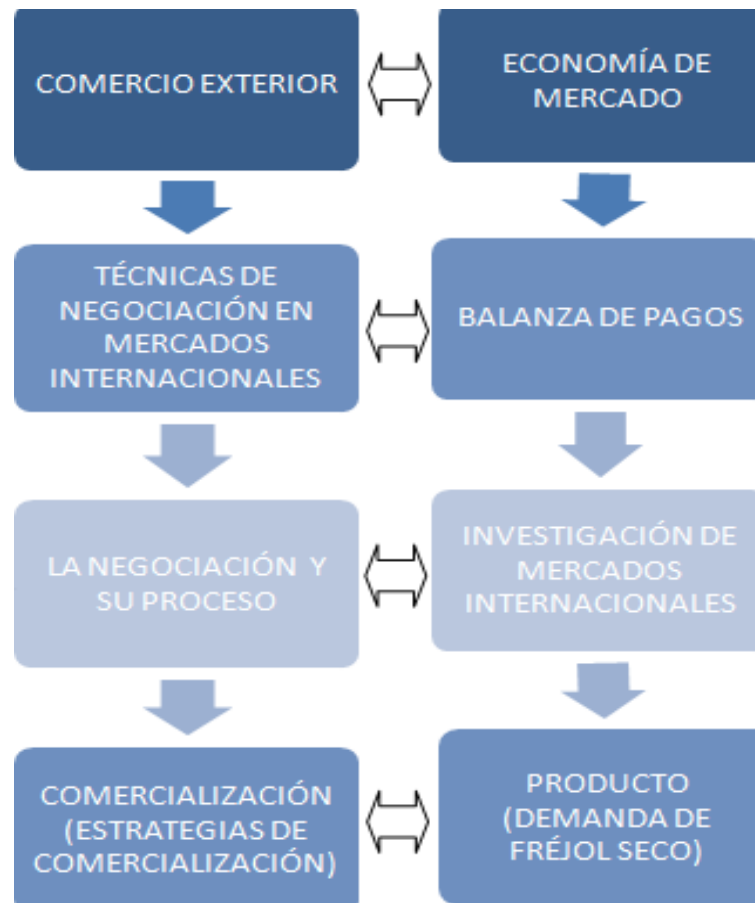 COMERCIO EXTERIOR
ECONOMÍA DE
MERCADO
TÉCNICAS DE
NEGOCIACIÓN EN
MERCADOS
INTERNACIONALES
BALANZA DE PAGOS
LA NEGOCIACIÓN Y
SU PROCESO
INVESTIGACIÓN DE
MERCADOS
INTERNACIONALES
COMERCIALIZACIÓN
(ESTRATEGIAS DE
COMERCIALIZACIÓN)
PRODUCTO
(DEMANDA DE
FRÉJOL SECO)